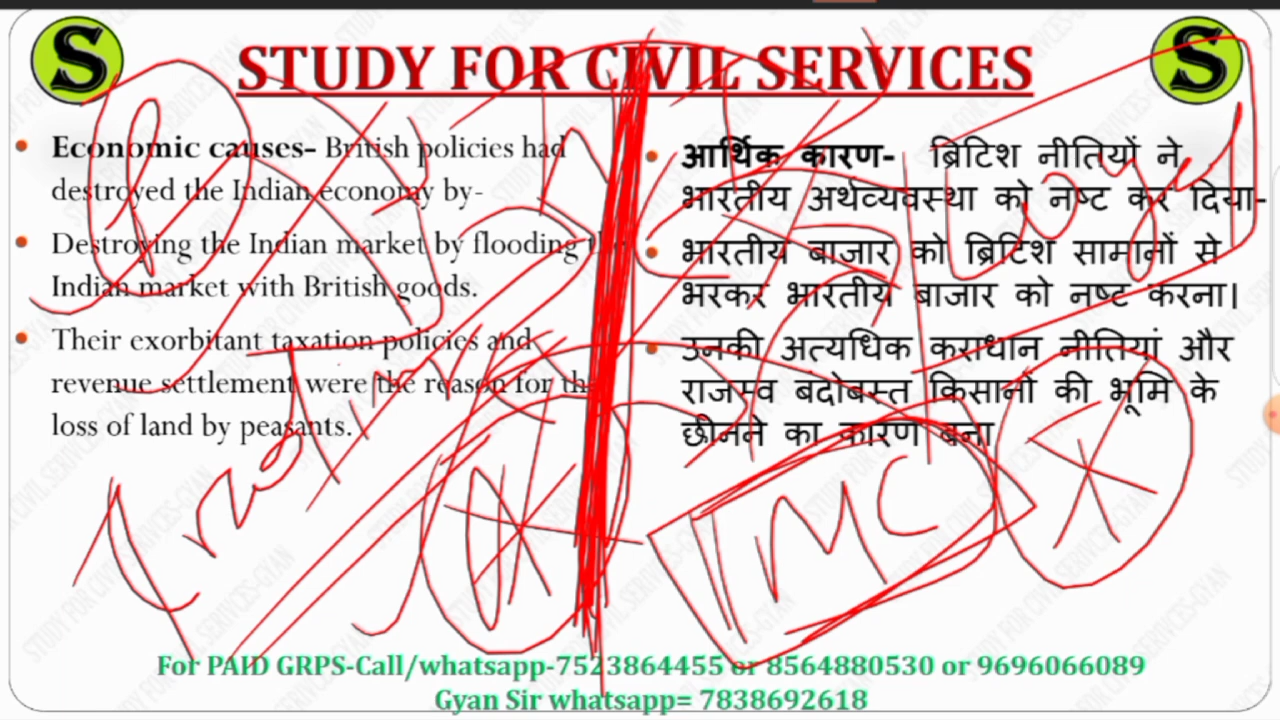 S
STUDY FOR CIVIL SERVICES
S
• Economic causes- British policies had
destroyed the Indian economy by-
• Destroying the Indian market by flooding the
Indian market with British goods.
• Their exorbitant taxation policies and
revenue settlement were the reason for the
loss of land by peasants.
• आर्थिक कारण- ब्रिटिश नीतियों ने
भारतीय अर्थव्यवस्था को नष्ट कर दिया-
• भारतीय बाजार को ब्रिटिश सामानों से
भरकर भारतीय बाजार को नष्ट करना।
• उनकी अत्यधिक कराधान नीतियां और
राजस्व बंदोबस्त किसानों की भूमि के
छीनने का कारण बना
MC
For PAID GRPS-Call/whatsapp-7523864455 or 8564880530 or 9696066089
Gyan Sir whatsapp= 7838692618